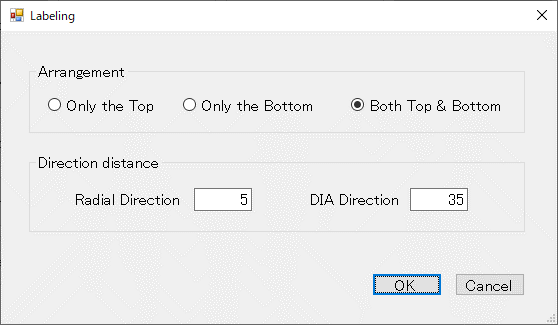 Labeling
Arrangement
Only the Top Only the Bottom Both Top & Bottom
Direction distance
Radial Direction 5 DIA Direction 35
OK Cancel